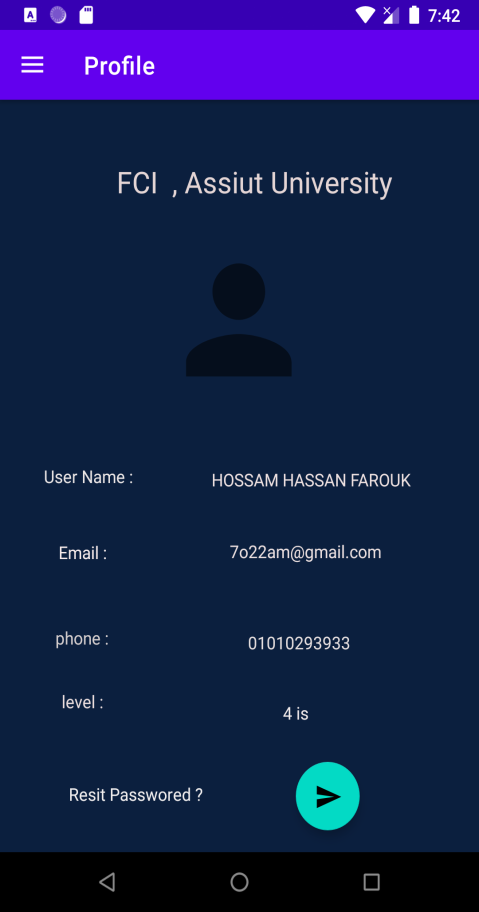 7:42
Profile
FCI , Assiut University
User Name : HOSSAM HASSAN FAROUK
Email : 7o22am@gmail.com
phone : 01010293933
level : 4 is
Resit Passwored ?